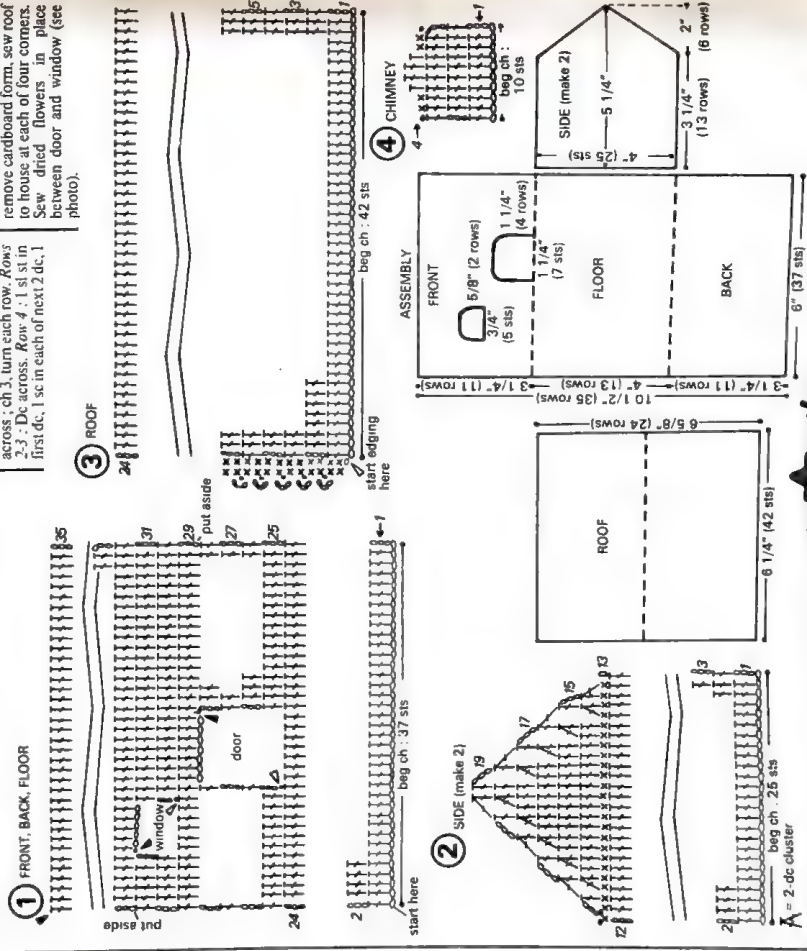 across ; ch 3, turn each row. Rows
2-3 : Dc across. Row 4 : 1 sl st in
first dc, 1 sc in each of next 2 dc, 1
remove cardboard form, sew roof
to house at each of four corners.
Sew dried flowers in place
between door and window (see
photo).
1 FRONT, BACK, FLOOR
35
31
29
put aside
27
25
window
door
put aside
24
2
1
beg ch : 37 sts
start here
2 SIDE (make 2)
19
17
15
13
12
3
2
1
beg ch . 25 sts
= 2-dc cluster
3 ROOF
24
5
3
1
beg ch : 42 sts
start edging
here
4 CHIMNEY
4
1
beg ch :
10 sts
SIDE (make 2)
4" (25 sts)
5 1/4"
3 1/4"
(13 rows)
2"
(6 rows)
ASSEMBLY
FRONT
5/8" (2 rows)
3/4"
(5 sts)
1 1/4"
(4 rows)
1 1/4"
(7 sts)
FLOOR
BACK
3 1/4" (11 rows)
4" (13 rows)
3 1/4" (11 rows)
10 1/2" (35 rows)
6" (37 sts)
ROOF
6 5/8" (24 rows)
6 1/4" (42 sts)